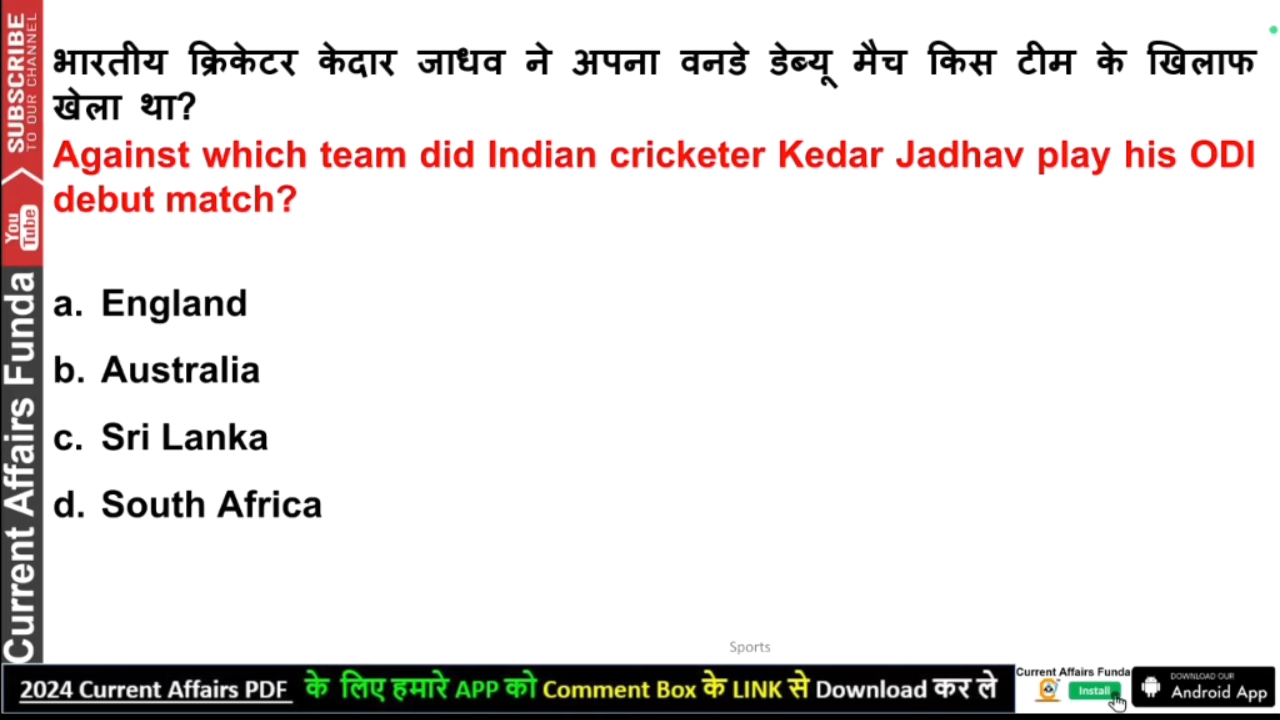 भारतीय क्रिकेटर केदार जाधव ने अपना वनडे डेब्यू मैच किस टीम के खिलाफ
खेला था?
Against which team did Indian cricketer Kedar Jadhav play his ODI
debut match?
a. England
b. Australia
c. Sri Lanka
d. South Africa
Sports
SUBSCRIBE
TO OUR CHANNEL
You
Tube
Current Affairs Funda
2024 Current Affairs PDF के लिए हमारे APP को Comment Box के LINK से Download कर ले
Current Affairs Funda
Install
DOWNLOAD OUR
Android App